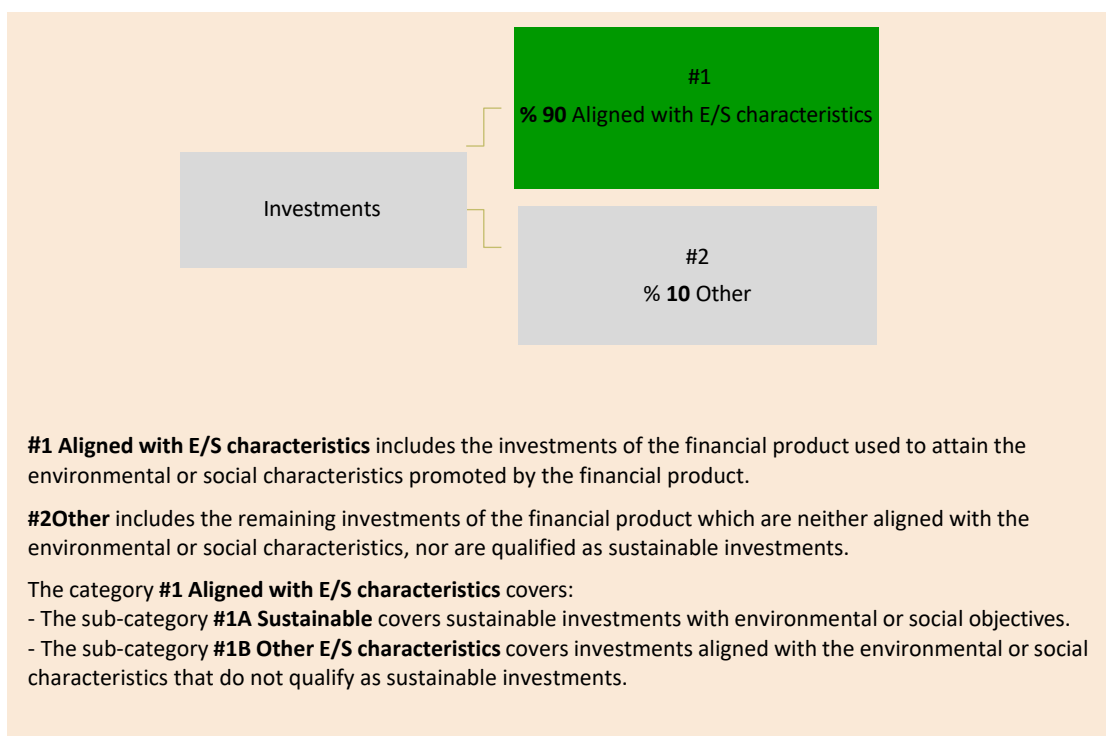 #1
% 90 Aligned with E/S characteristics
Investments
#2
% 10 Other
#1 Aligned with E/S characteristics includes the investments of the financial product used to attain the
environmental or social characteristics promoted by the financial product.
#2Other includes the remaining investments of the financial product which are neither aligned with the
environmental or social characteristics, nor are qualified as sustainable investments.
The category #1 Aligned with E/S characteristics covers:
- The sub-category #1A Sustainable covers sustainable investments with environmental or social objectives.
- The sub-category #1B Other E/S characteristics covers investments aligned with the environmental or social
characteristics that do not qualify as sustainable investments.